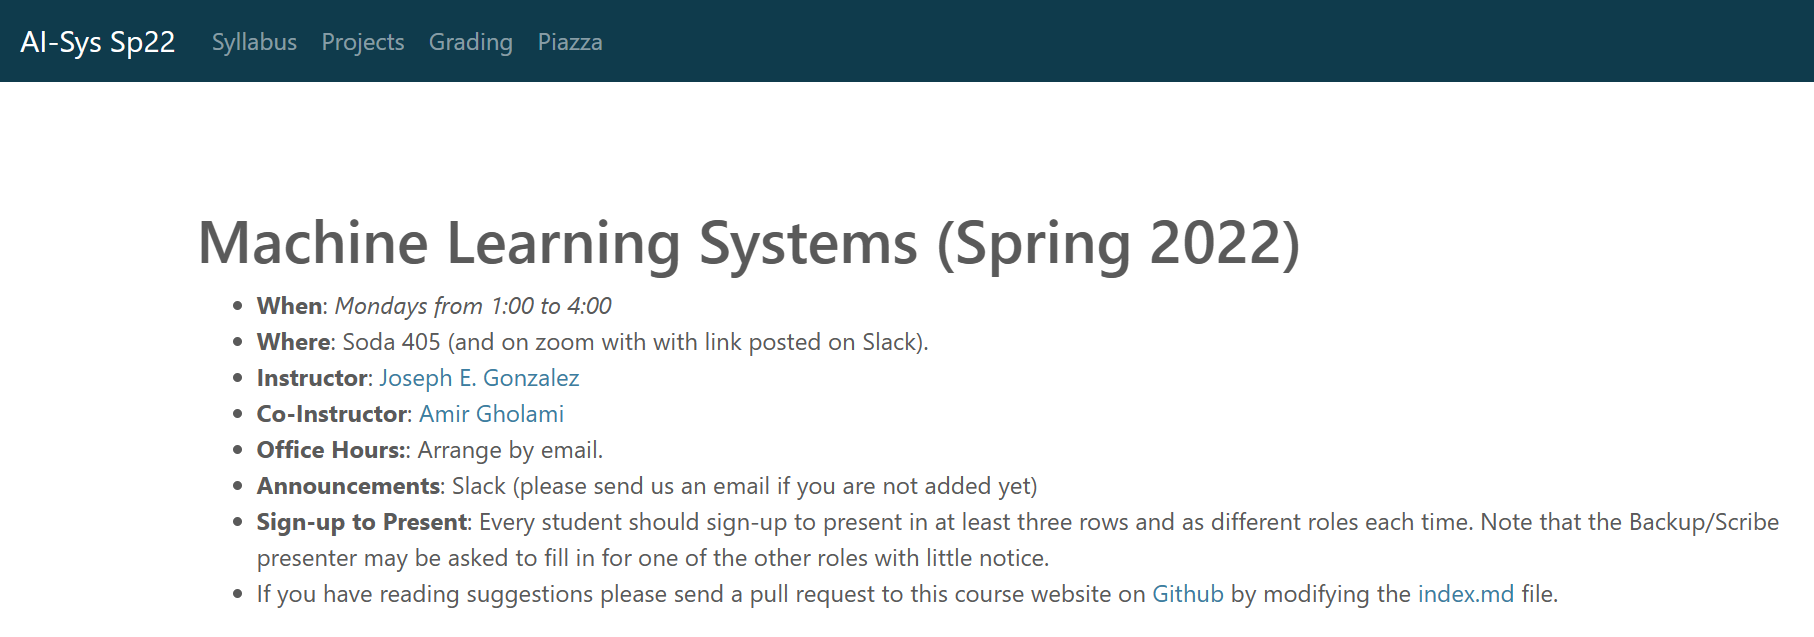 AI-Sys Sp22 Syllabus Projects Grading Piazza
Machine Learning Systems (Spring 2022)
When: Mondays from 1:00 to 4:00
Where: Soda 405 (and on zoom with with link posted on Slack).
Instructor: Joseph E. Gonzalez
Co-Instructor: Amir Gholami
Office Hours:: Arrange by email.
Announcements: Slack (please send us an email if you are not added yet)
Sign-up to Present: Every student should sign-up to present in at least three rows and as different roles each time. Note that the Backup/Scribe
presenter may be asked to fill in for one of the other roles with little notice.
If you have reading suggestions please send a pull request to this course website on Github by modifying the index.md file.